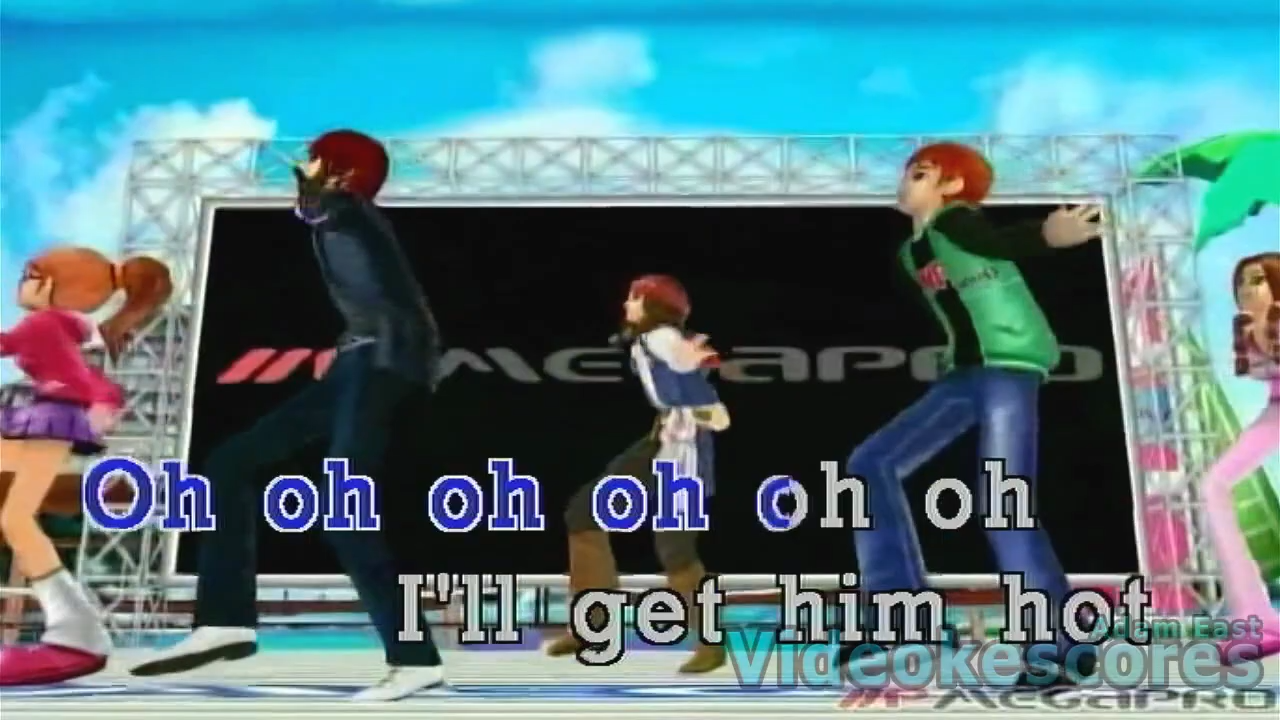 MEGAPRO
Oh oh oh oh oh oh
I"ll get him hot
Adam East
Videokescores
MEGAPRO